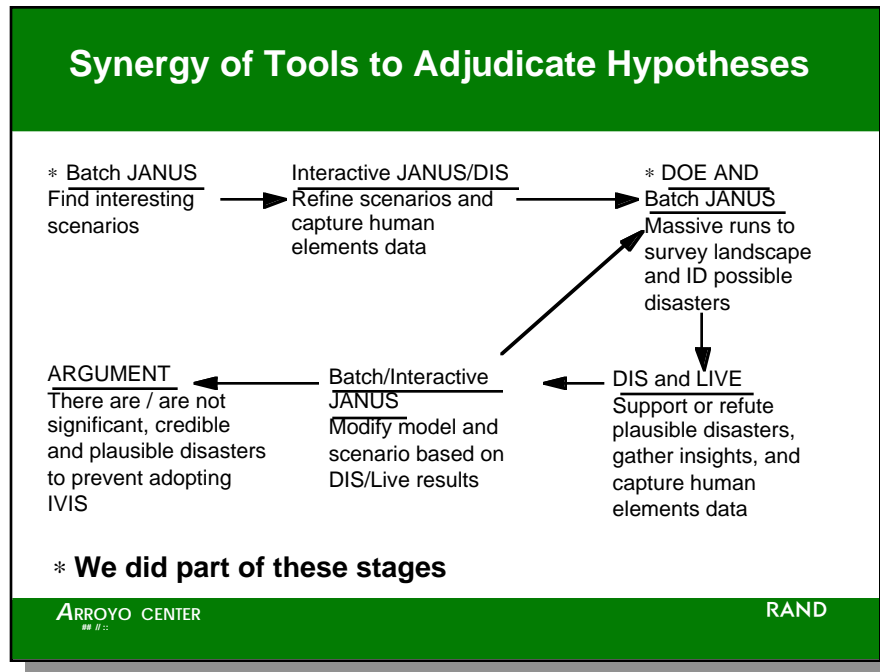 Synergy of Tools to Adjudicate Hypotheses
* Batch JANUS
Find interesting
scenarios
Interactive JANUS/DIS
Refine scenarios and
capture human
elements data
* DOE AND
Batch JANUS
Massive runs to
survey landscape
and ID possible
disasters
ARGUMENT
There are / are not
significant, credible
and plausible disasters
to prevent adopting
IVIS
Batch/Interactive
JANUS
Modify model and
scenario based on
DIS/Live results
DIS and LIVE
Support or refute
plausible disasters,
gather insights, and
capture human
elements data
* We did part of these stages
ARROYO CENTER
## // ::
RAND